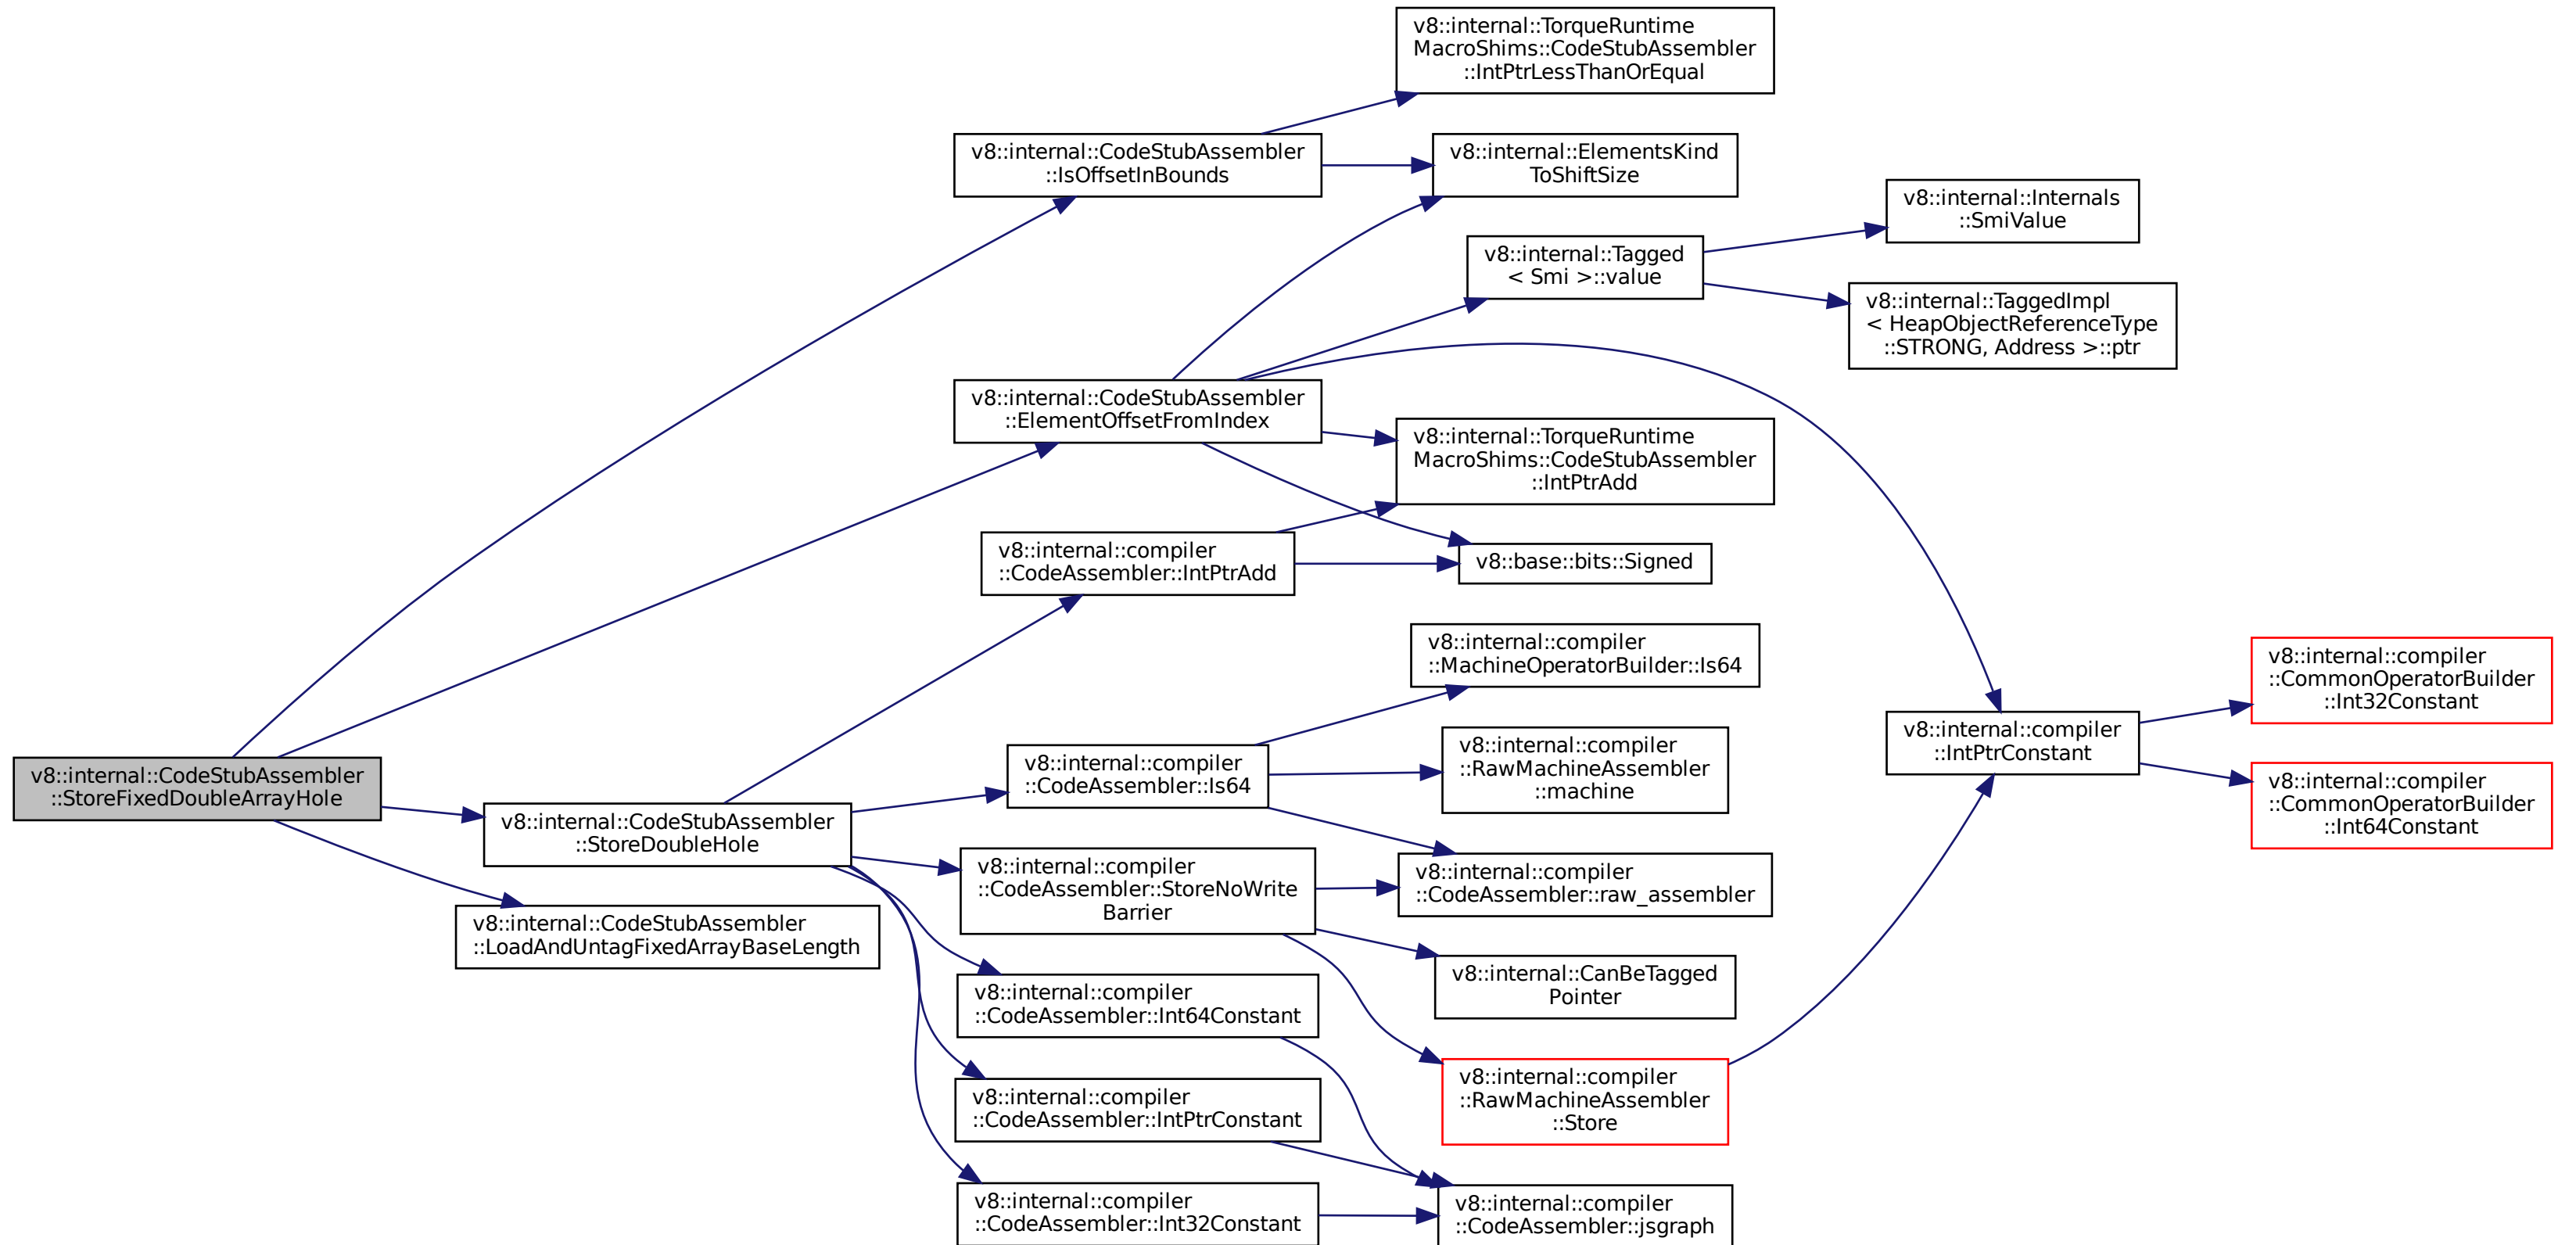 v8::internal::TorqueRuntime
MacroShims::CodeStubAssembler
::IntPtrLessThanOrEqual
v8::internal::CodeStubAssembler
::IsOffsetInBounds
v8::internal::ElementsKind
ToShiftSize
v8::internal::Internals
::SmiValue
v8::internal::Tagged
< Smi >::value
v8::internal::TaggedImpl
< HeapObjectReferenceType
::STRONG, Address >::ptr
v8::internal::CodeStubAssembler
::ElementOffsetFromIndex
v8::internal::TorqueRuntime
MacroShims::CodeStubAssembler
::IntPtrAdd
v8::internal::compiler
::CodeAssembler::IntPtrAdd
v8::base::bits::Signed
v8::internal::compiler
::MachineOperatorBuilder::Is64
v8::internal::compiler
::CommonOperatorBuilder
::Int32Constant
v8::internal::compiler
::IntPtrConstant
v8::internal::compiler
::CodeAssembler::Is64
v8::internal::compiler
::RawMachineAssembler
::machine
v8::internal::CodeStubAssembler
::StoreFixedDoubleArrayHole
v8::internal::compiler
::CommonOperatorBuilder
::Int64Constant
v8::internal::CodeStubAssembler
::StoreDoubleHole
v8::internal::compiler
::CodeAssembler::StoreNoWrite
Barrier
v8::internal::compiler
::CodeAssembler::raw_assembler
v8::internal::CodeStubAssembler
::LoadAndUntagFixedArrayBaseLength
v8::internal::CanBeTagged
Pointer
v8::internal::compiler
::CodeAssembler::Int64Constant
v8::internal::compiler
::RawMachineAssembler
::Store
v8::internal::compiler
::CodeAssembler::IntPtrConstant
v8::internal::compiler
::CodeAssembler::Int32Constant
v8::internal::compiler
::CodeAssembler::jsgraph